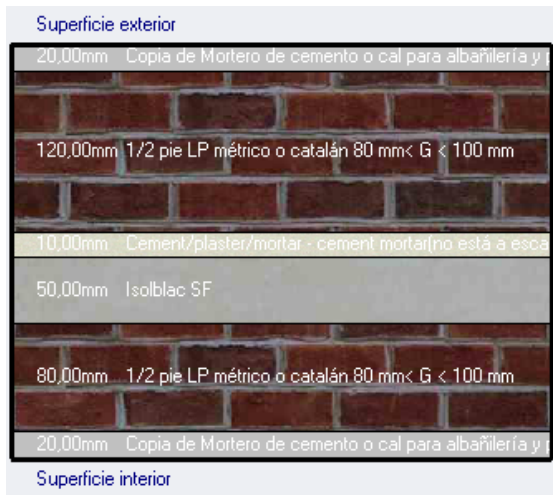 Superficie exterior
20,00mm Copia de Mortero de cemento o cal para albañilería y
120,00mm 1/2 pie LP métrico o catalán 80 mm< G < 100 mm
10,00mm Cement/plaster/mortar - cement mortar(no está a esca
50,00mm Isolblac SF
80,00mm 1/2 pie LP métrico o catalán 80 mm< G < 100 mm
20,00mm Copia de Mortero de cemento o cal para albañilería y
Superficie interior